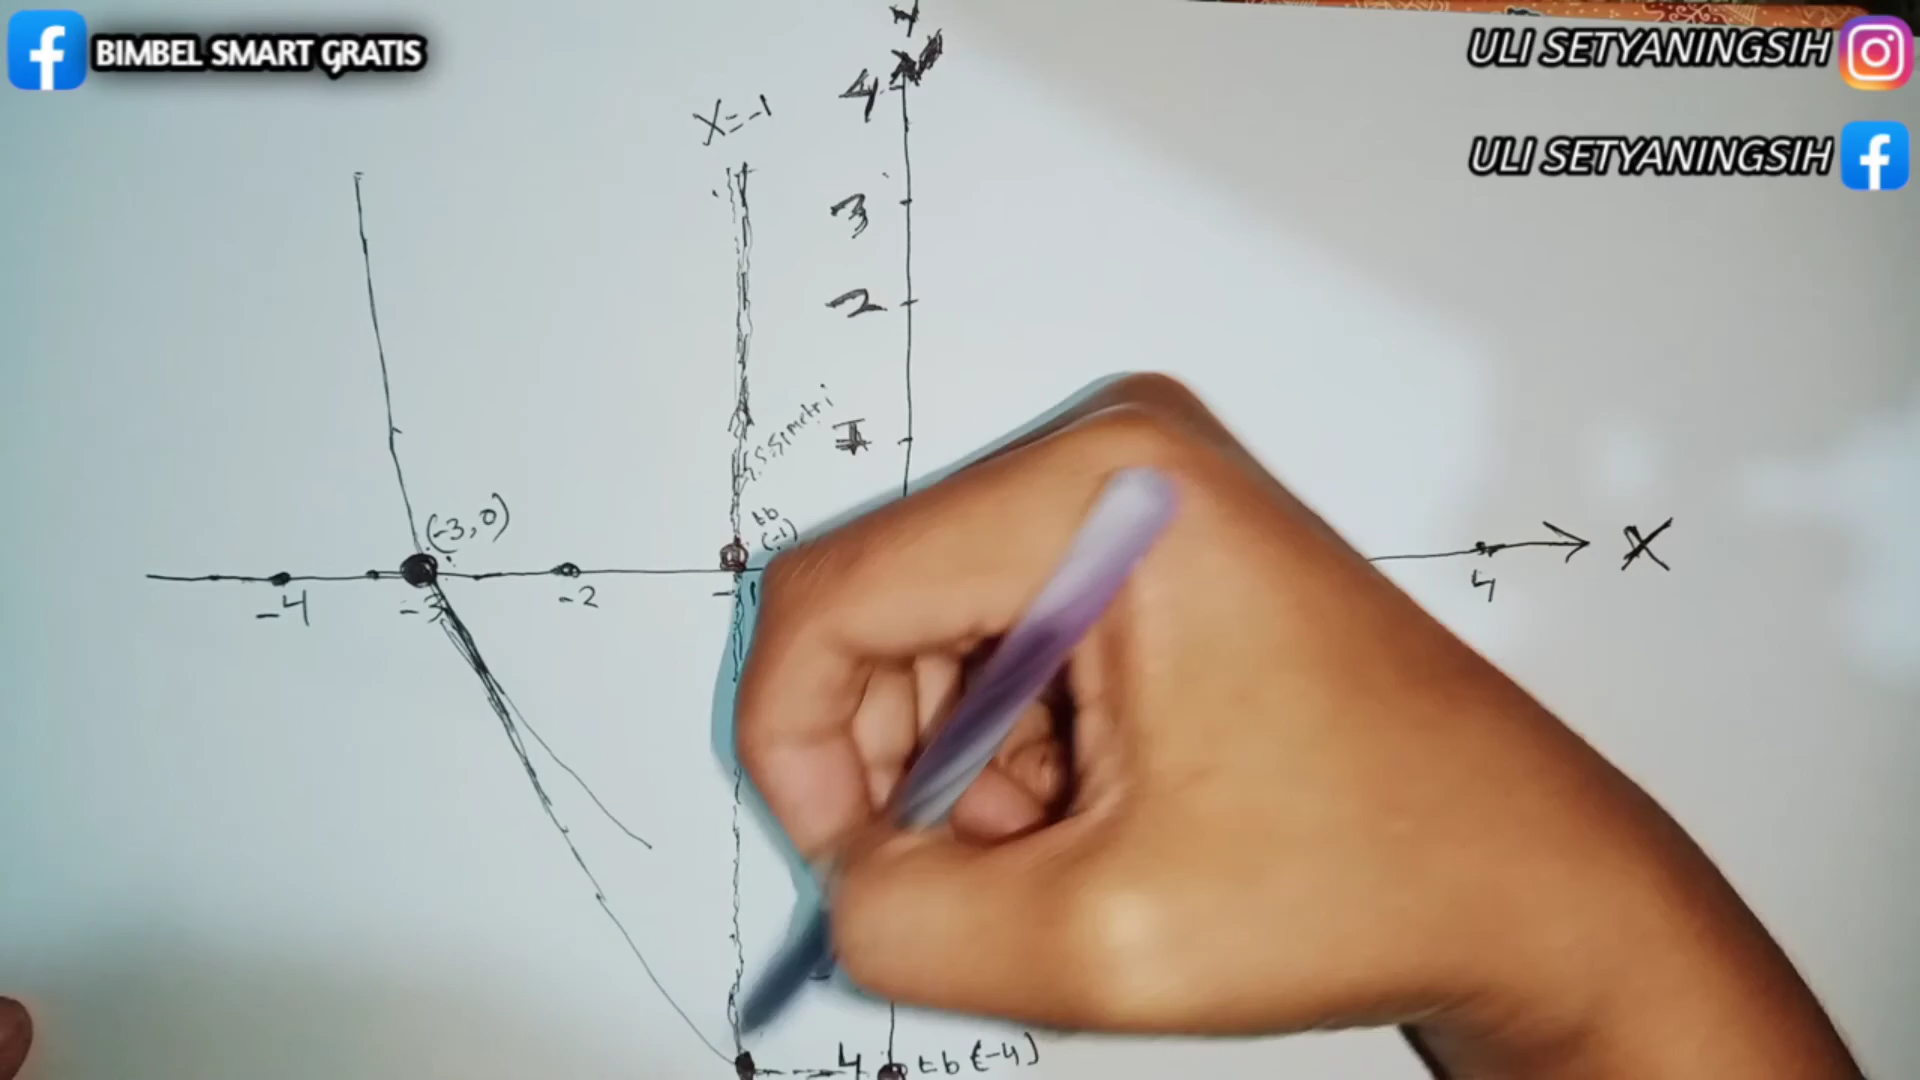 BIMBEL SMART GRATIS
ULI SETYANINGSIH
ULI SETYANINGSIH
4
X=-1
3
2
1
S.Simetri
tb
(-1)
(-3,0)
-4
-3
-2
4
X
-4
tb (-4)